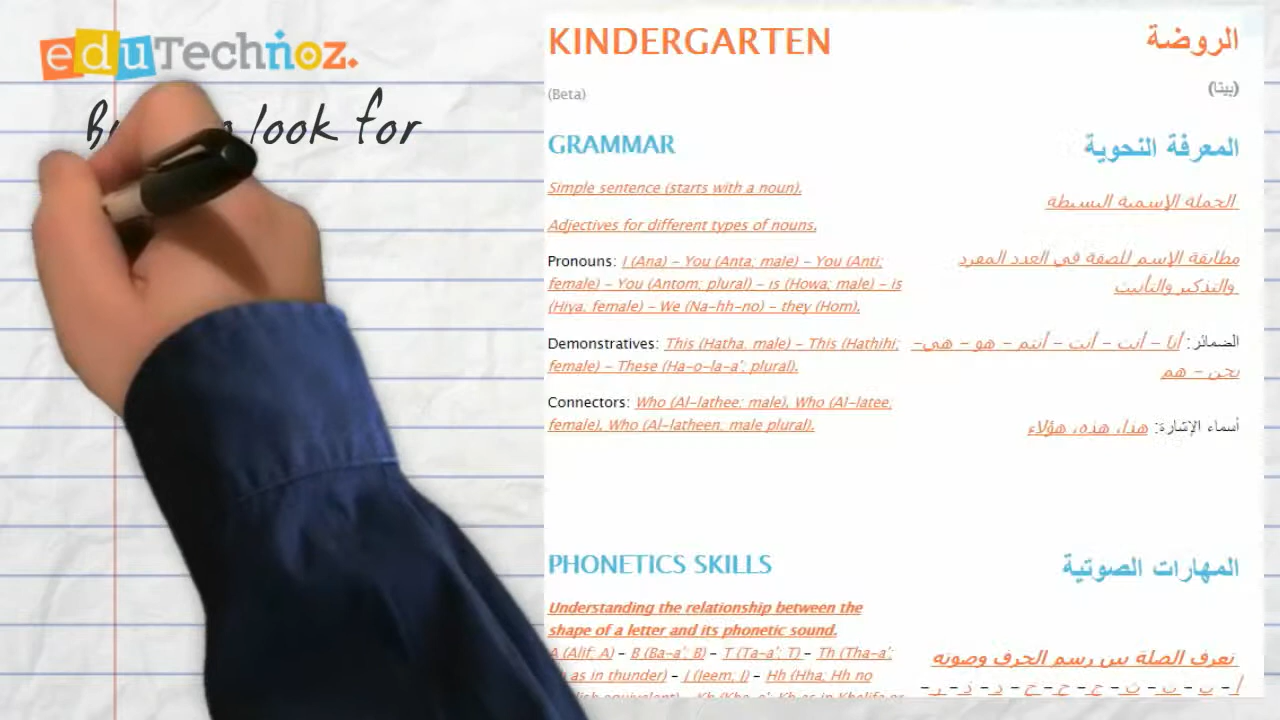 eduTechnoz.
look for
KINDERGARTEN
الروضة
(Beta)
(بيتا)
GRAMMAR
المعرفة النحوية
Simple sentence (starts with a noun).
الجملة الإسمية البسيطة
Adjectives for different types of nouns.
مطابقة الإسم للصفة في العدد المفرد
والتذكير والتأنيث
Pronouns: I (Ana) – You (Anta; male) – You (Anti;
female) – You (Antom; plural) – is (Howa; male) – is
(Hiya, female) – We (Na-hh-no) – they (Hom).
الضمائر: أنا – أنت – أنت – أنتم – هو – هي–
نحن – هم
Demonstratives: This (Hatha, male) – This (Hathihi;
female) – These (Ha-o-la-a'; plural).
أسماء الإشارة: هذا، هذه، هؤلاء
Connectors: Who (Al-lathee; male), Who (Al-latee,
female), Who (Al-latheen, male plural).
PHONETICS SKILLS
المهارات الصوتية
Understanding the relationship between the
shape of a letter and its phonetic sound.
تعرف الصلة بين رسم الحرف وصوته
A (Alif; A) – B (Ba-a'; B) – T (Ta-a'; T) – Th (Tha-a';
as in thunder) – J (Jeem, J) – Hh (Hha; Hh no
أ – ب – ت – ث – ج – ح – خ – د – ذ – ر–